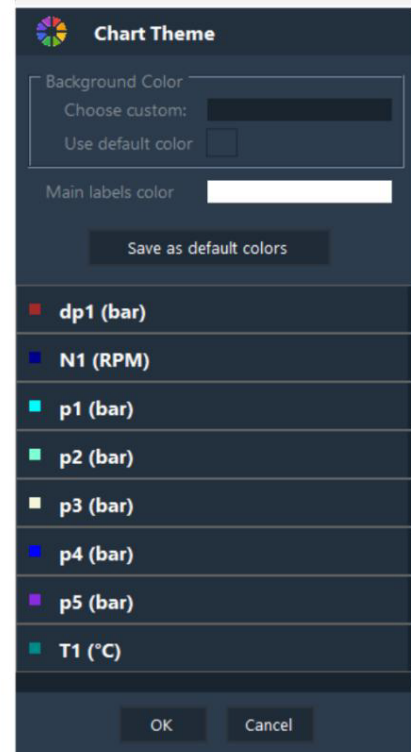 Chart Theme
Background Color
Choose custom:
Use default color
Main labels color
Save as default colors
dp1 (bar)
N1 (RPM)
p1 (bar)
p2 (bar)
p3 (bar)
p4 (bar)
p5 (bar)
T1 (°C)
OK Cancel